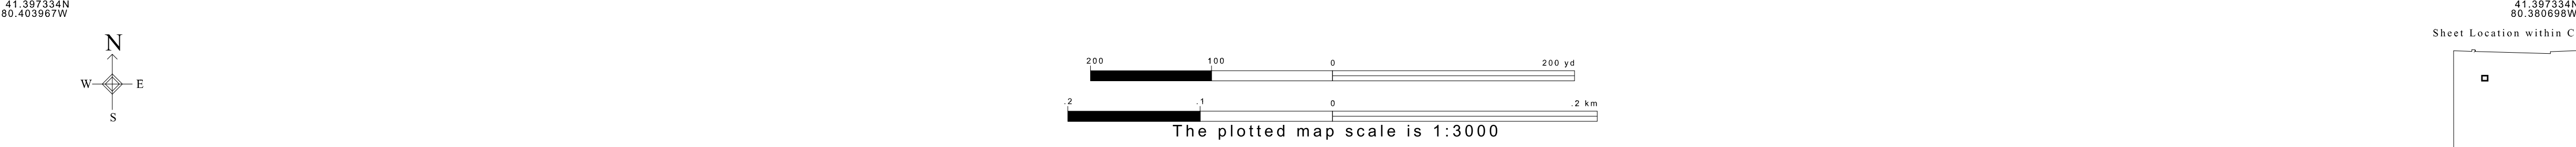 41.397334N
80.403967W
41.397334N
80.380698W
Sheet Location within C
N
W E
S
200 100 0 200 yd
.2 .1 0 .2 km
The plotted map scale is 1:3000